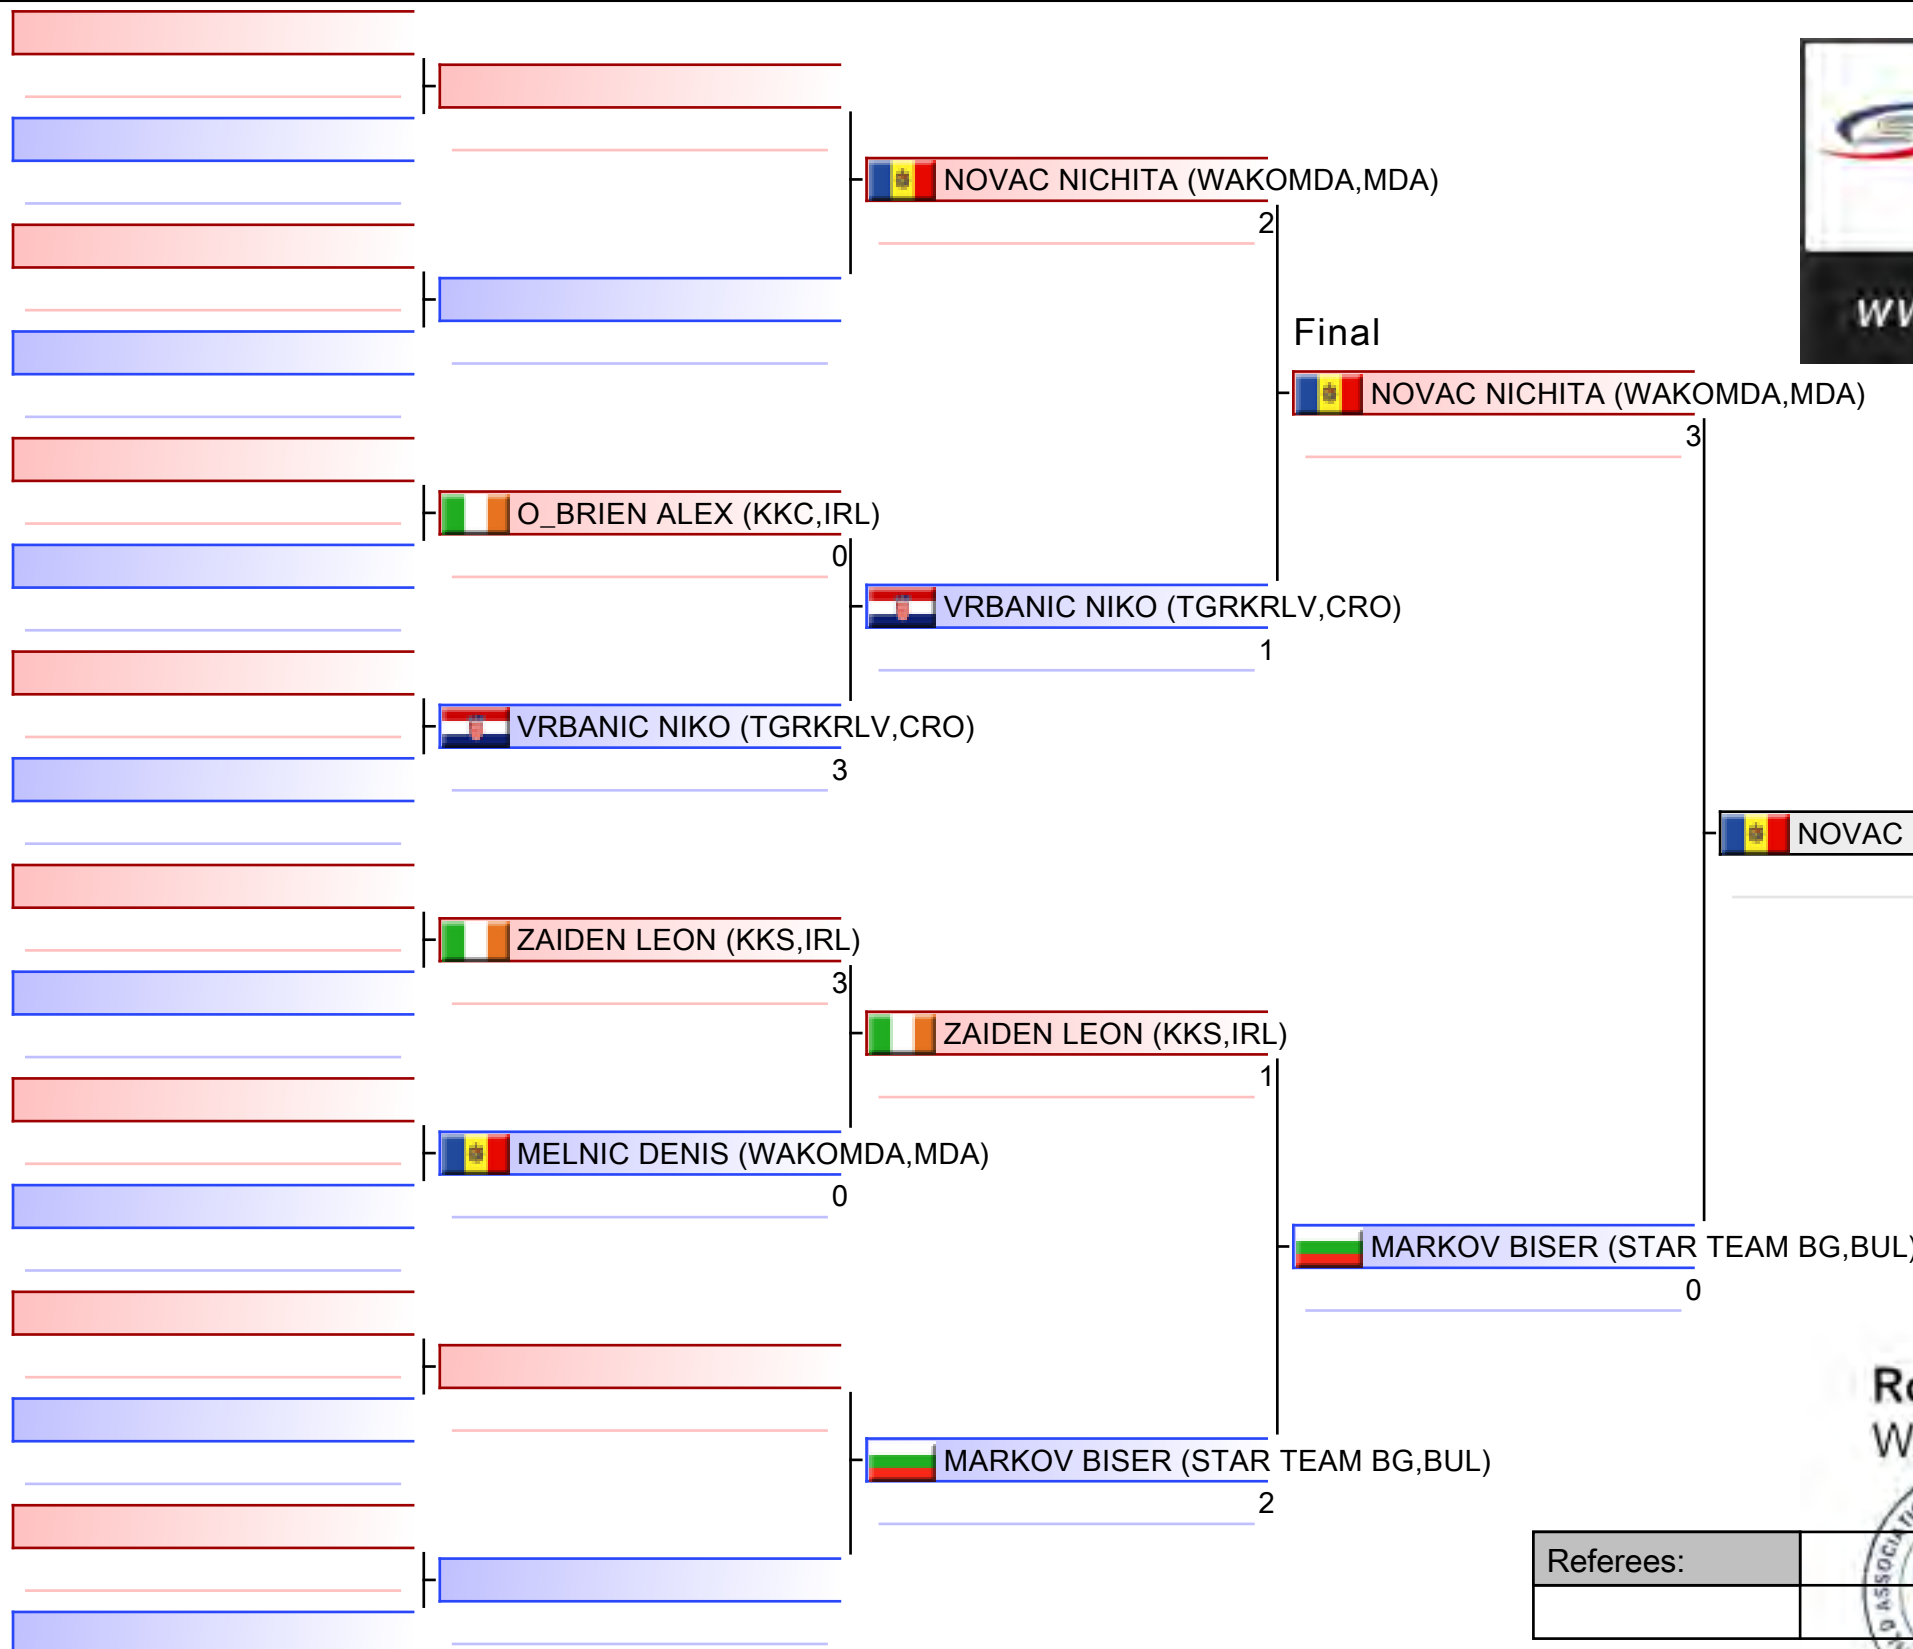 NOVAC NICHITA (WAKOMDA,MDA)
2
Final
NOVAC NICHITA (WAKOMDA,MDA)
3
O_BRIEN ALEX (KKC,IRL)
0
VRBANIC NIKO (TGRKRLV,CRO)
1
VRBANIC NIKO (TGRKRLV,CRO)
3
NOVAC
ZAIDEN LEON (KKS,IRL)
3
ZAIDEN LEON (KKS,IRL)
1
MELNIC DENIS (WAKOMDA,MDA)
0
MARKOV BISER (STAR TEAM BG,BUL)
0
MARKOV BISER (STAR TEAM BG,BUL)
2
Referees: